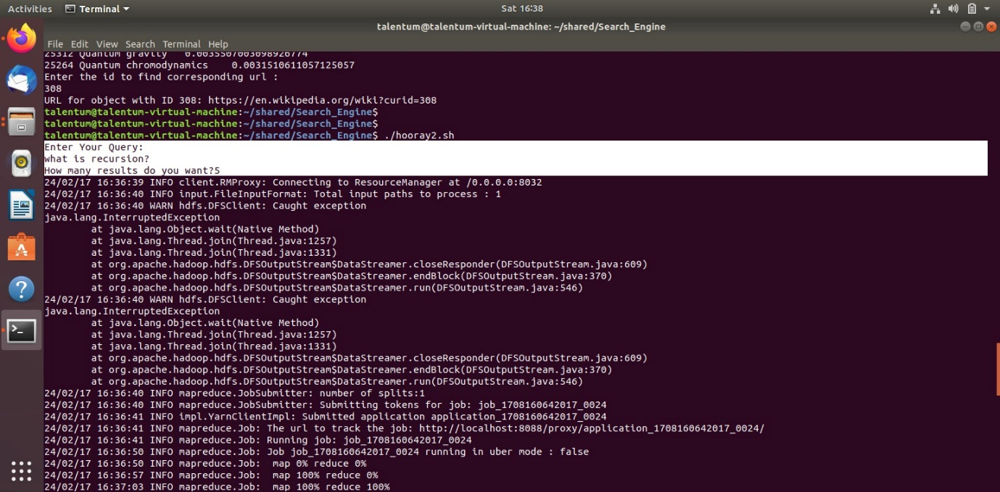 Activities Terminal Sat 16:38
talentum@talentum-virtual-machine: ~/shared/Search_Engine
File Edit View Search Terminal Help
25312 Quantum gravity 0.0035507003098926774
25264 Quantum chromodynamics 0.0031510611057125057
Enter the id to find corresponding url :
308
URL for object with ID 308: https://en.wikipedia.org/wiki?curid=308
talentum@talentum-virtual-machine:~/shared/Search_Engine$
talentum@talentum-virtual-machine:~/shared/Search_Engine$
talentum@talentum-virtual-machine:~/shared/Search_Engine$ ./hooray2.sh
Enter Your Query:
what is recursion?
How many results do you want?5
24/02/17 16:36:39 INFO client.RMProxy: Connecting to ResourceManager at /0.0.0.0:8032
24/02/17 16:36:40 INFO input.FileInputFormat: Total input paths to process : 1
24/02/17 16:36:40 WARN hdfs.DFSClient: Caught exception
java.lang.InterruptedException
at java.lang.Object.wait(Native Method)
at java.lang.Thread.join(Thread.java:1257)
at java.lang.Thread.join(Thread.java:1331)
at org.apache.hadoop.hdfs.DFSOutputStream$DataStreamer.closeResponder(DFSOutputStream.java:609)
at org.apache.hadoop.hdfs.DFSOutputStream$DataStreamer.endBlock(DFSOutputStream.java:370)
at org.apache.hadoop.hdfs.DFSOutputStream$DataStreamer.run(DFSOutputStream.java:546)
24/02/17 16:36:40 WARN hdfs.DFSClient: Caught exception
java.lang.InterruptedException
at java.lang.Object.wait(Native Method)
at java.lang.Thread.join(Thread.java:1257)
at java.lang.Thread.join(Thread.java:1331)
at org.apache.hadoop.hdfs.DFSOutputStream$DataStreamer.closeResponder(DFSOutputStream.java:609)
at org.apache.hadoop.hdfs.DFSOutputStream$DataStreamer.endBlock(DFSOutputStream.java:370)
at org.apache.hadoop.hdfs.DFSOutputStream$DataStreamer.run(DFSOutputStream.java:546)
24/02/17 16:36:40 INFO mapreduce.JobSubmitter: number of splits:1
24/02/17 16:36:40 INFO mapreduce.JobSubmitter: Submitting tokens for job: job_1708160642017_0024
24/02/17 16:36:41 INFO impl.YarnClientImpl: Submitted application application_1708160642017_0024
24/02/17 16:36:41 INFO mapreduce.Job: The url to track the job: http://localhost:8088/proxy/application_1708160642017_0024/
24/02/17 16:36:41 INFO mapreduce.Job: Running job: job_1708160642017_0024
24/02/17 16:36:50 INFO mapreduce.Job: Job job_1708160642017_0024 running in uber mode : false
24/02/17 16:36:50 INFO mapreduce.Job: map 0% reduce 0%
24/02/17 16:36:57 INFO mapreduce.Job: map 100% reduce 0%
24/02/17 16:37:03 INFO mapreduce.Job: map 100% reduce 100%